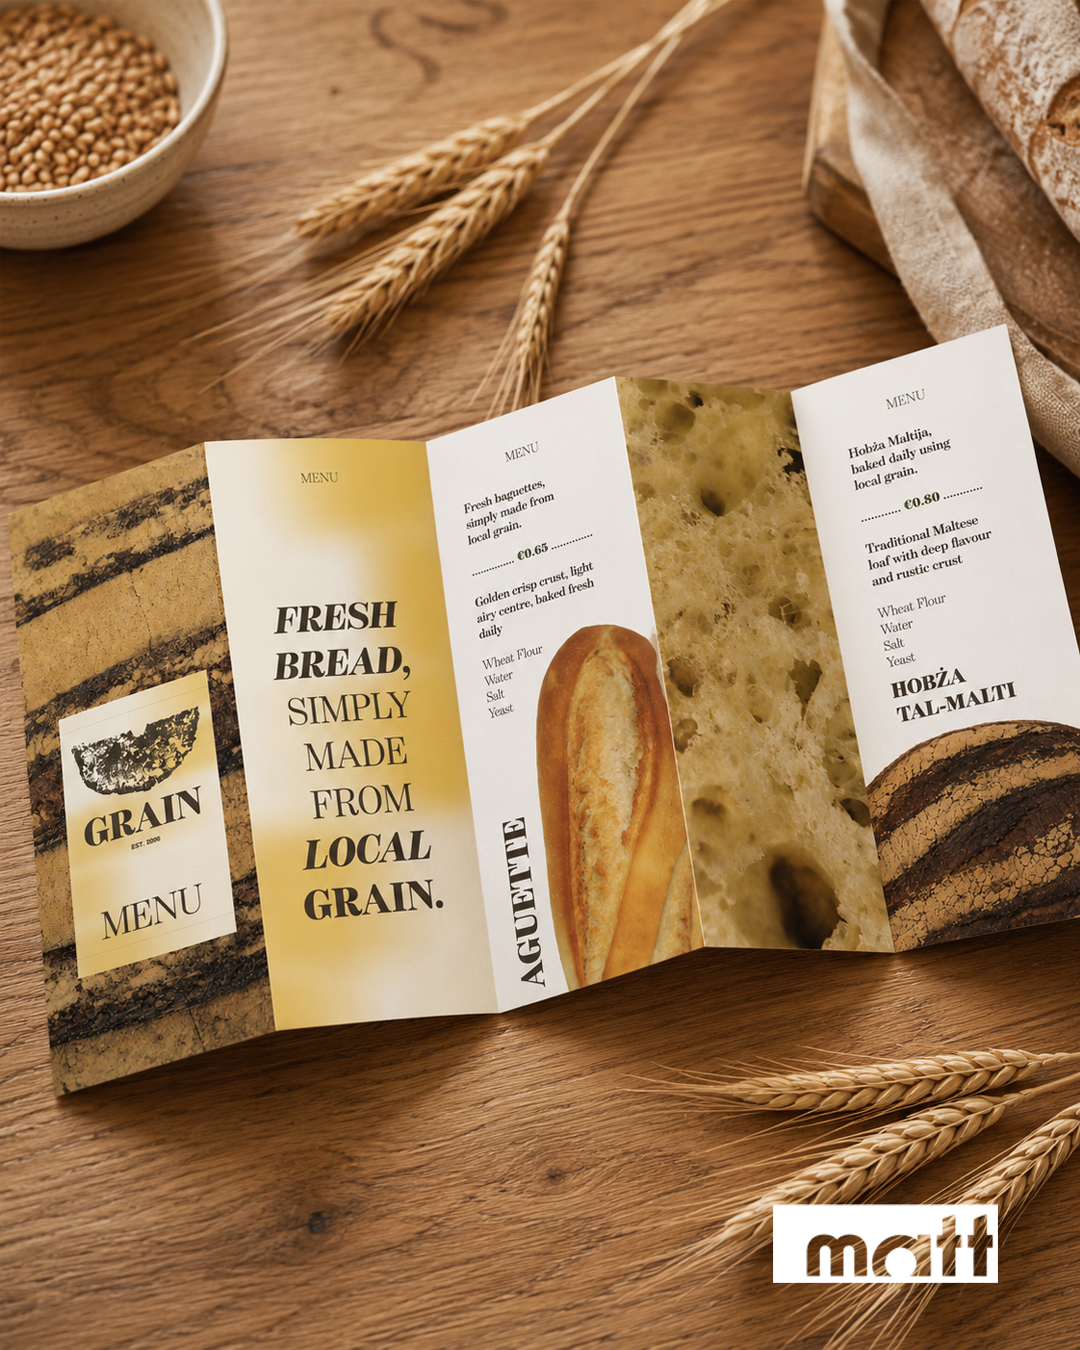 GRAIN
EST. 2006
MENU
MENU
FRESH
BREAD,
SIMPLY
MADE
FROM
LOCAL
GRAIN.
MENU
Fresh baguettes,
simply made from
local grain.
............ €0.65 ............
Golden crisp crust, light
airy centre, baked fresh
daily
Wheat Flour
Water
Salt
Yeast
AGUETTE
MENU
Hobża Maltija,
baked daily using
local grain.
............ €0.80 ............
Traditional Maltese
loaf with deep flavour
and rustic crust
Wheat Flour
Water
Salt
Yeast
HOBŻA
TAL-MALTI
matt